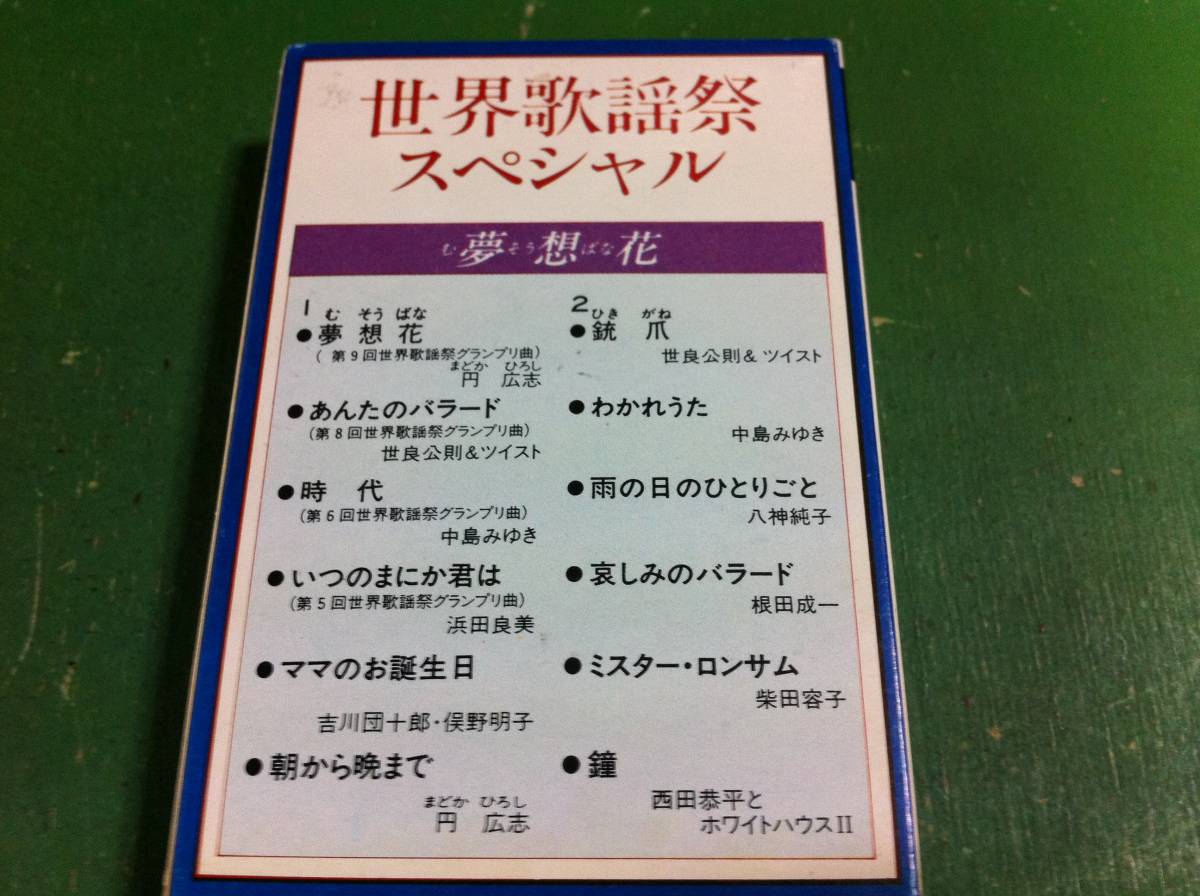 世界歌謡祭
スペシャル
む夢そう想ばな花
1
む そう ばな
●夢想花
(第9回世界歌謡祭グランプリ曲)
まどか ひろし
円 広志
●あんたのバラード
(第8回世界歌謡祭グランプリ曲)
世良公則&ツイスト
●時 代
(第6回世界歌謡祭グランプリ曲)
中島みゆき
●いつのまにか君は
(第5回世界歌謡祭グランプリ曲)
浜田良美
●ママのお誕生日
吉川団十郎・俣野明子
●朝から晩まで
まどか ひろし
円 広志
2
ひき がね
●銃 爪
世良公則&ツイスト
●わかれうた
中島みゆき
●雨の日のひとりごと
八神純子
●哀しみのバラード
根田成一
●ミスター・ロンサム
柴田容子
●鐘
西田恭平と
ホワイトハウスII